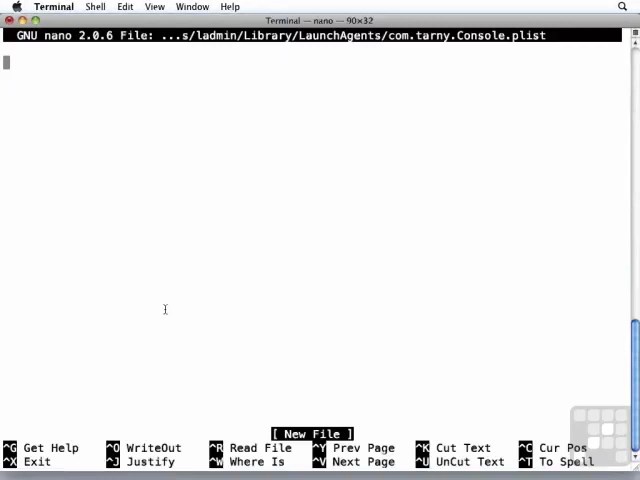 Terminal Shell Edit View Window Help
Terminal — nano — 90×32
GNU nano 2.0.6 File: ...s/ladmin/Library/LaunchAgents/com.tarny.Console.plist
[ New File ]
^G Get Help ^O WriteOut ^R Read File ^Y Prev Page ^K Cut Text ^C Cur Pos
^X Exit ^J Justify ^W Where Is ^V Next Page ^U UnCut Text ^T To Spell